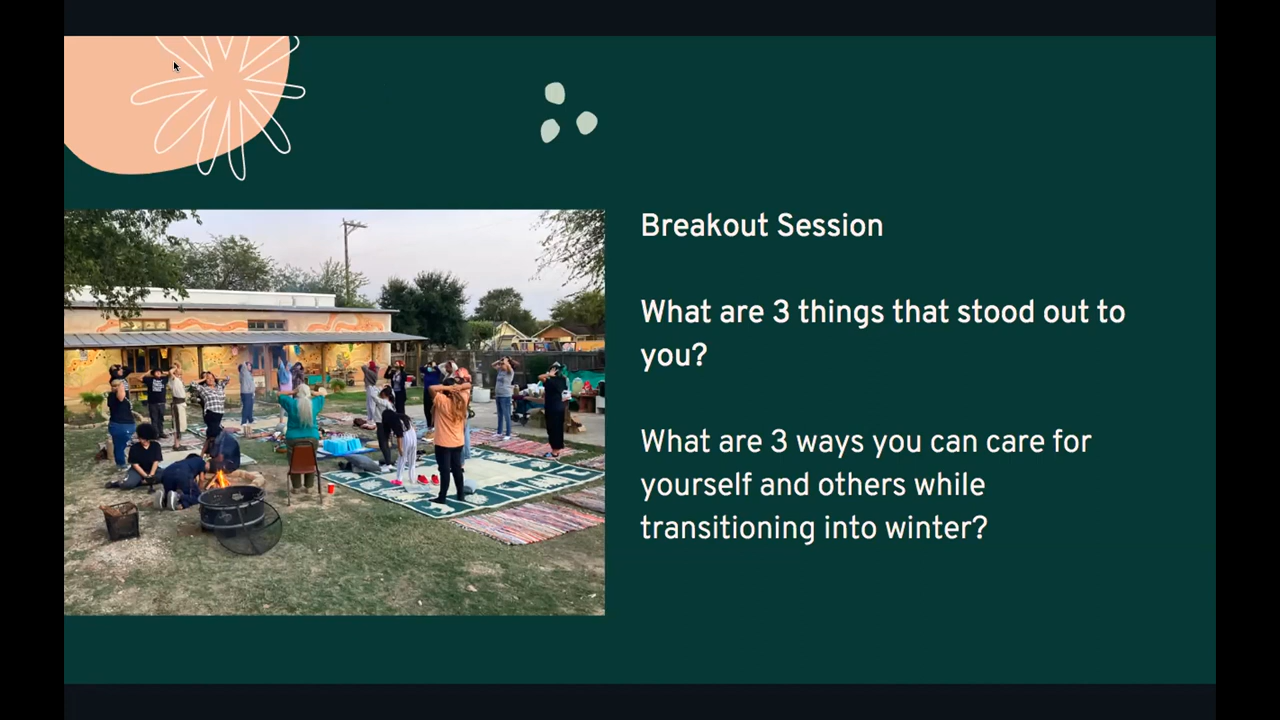 Breakout Session
What are 3 things that stood out to
you?
What are 3 ways you can care for
yourself and others while
transitioning into winter?